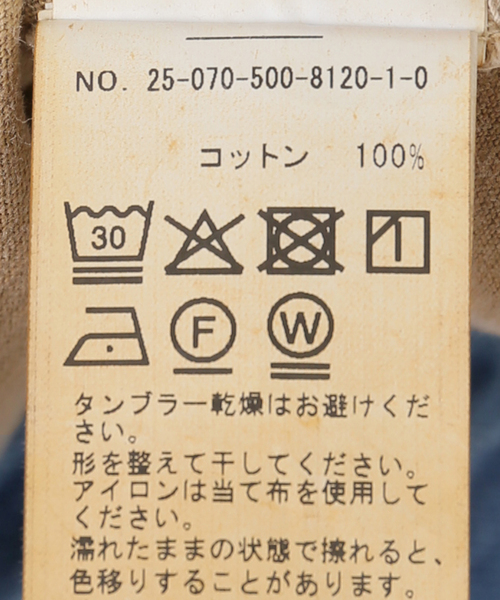 NO. 25-070-500-8120-1-0
コットン 100%
30
F W
タンブラー乾燥はお避けくだ
さい。
形を整えて干してください。
アイロンは当て布を使用して
ください。
濡れたままの状態で擦れると、
色移りすることがあります。